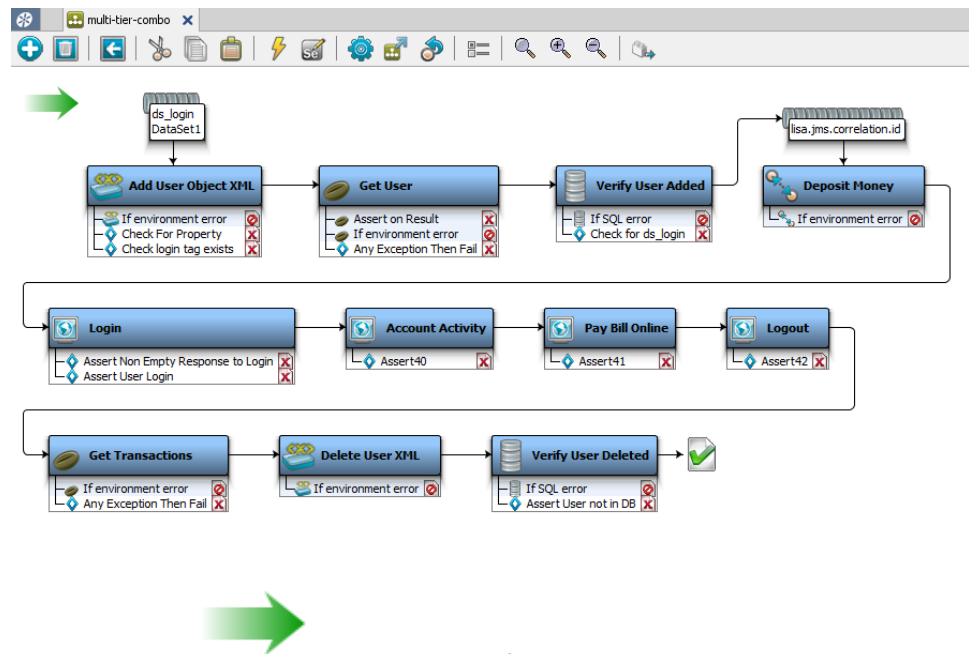 multi-tier-combo
Se
ds_login
DataSet1
lisa.jms.correlation.id
Add User Object XML
If environment error
Check For Property
Check login tag exists
Get User
Assert on Result
If environment error
Any Exception Then Fail
Verify User Added
If SQL error
Check for ds_login
Deposit Money
If environment error
Login
Assert Non Empty Response to Login
Assert User Login
Account Activity
Assert40
Pay Bill Online
Assert41
Logout
Assert42
Get Transactions
If environment error
Any Exception Then Fail
Delete User XML
If environment error
Verify User Deleted
If SQL error
Assert User not in DB